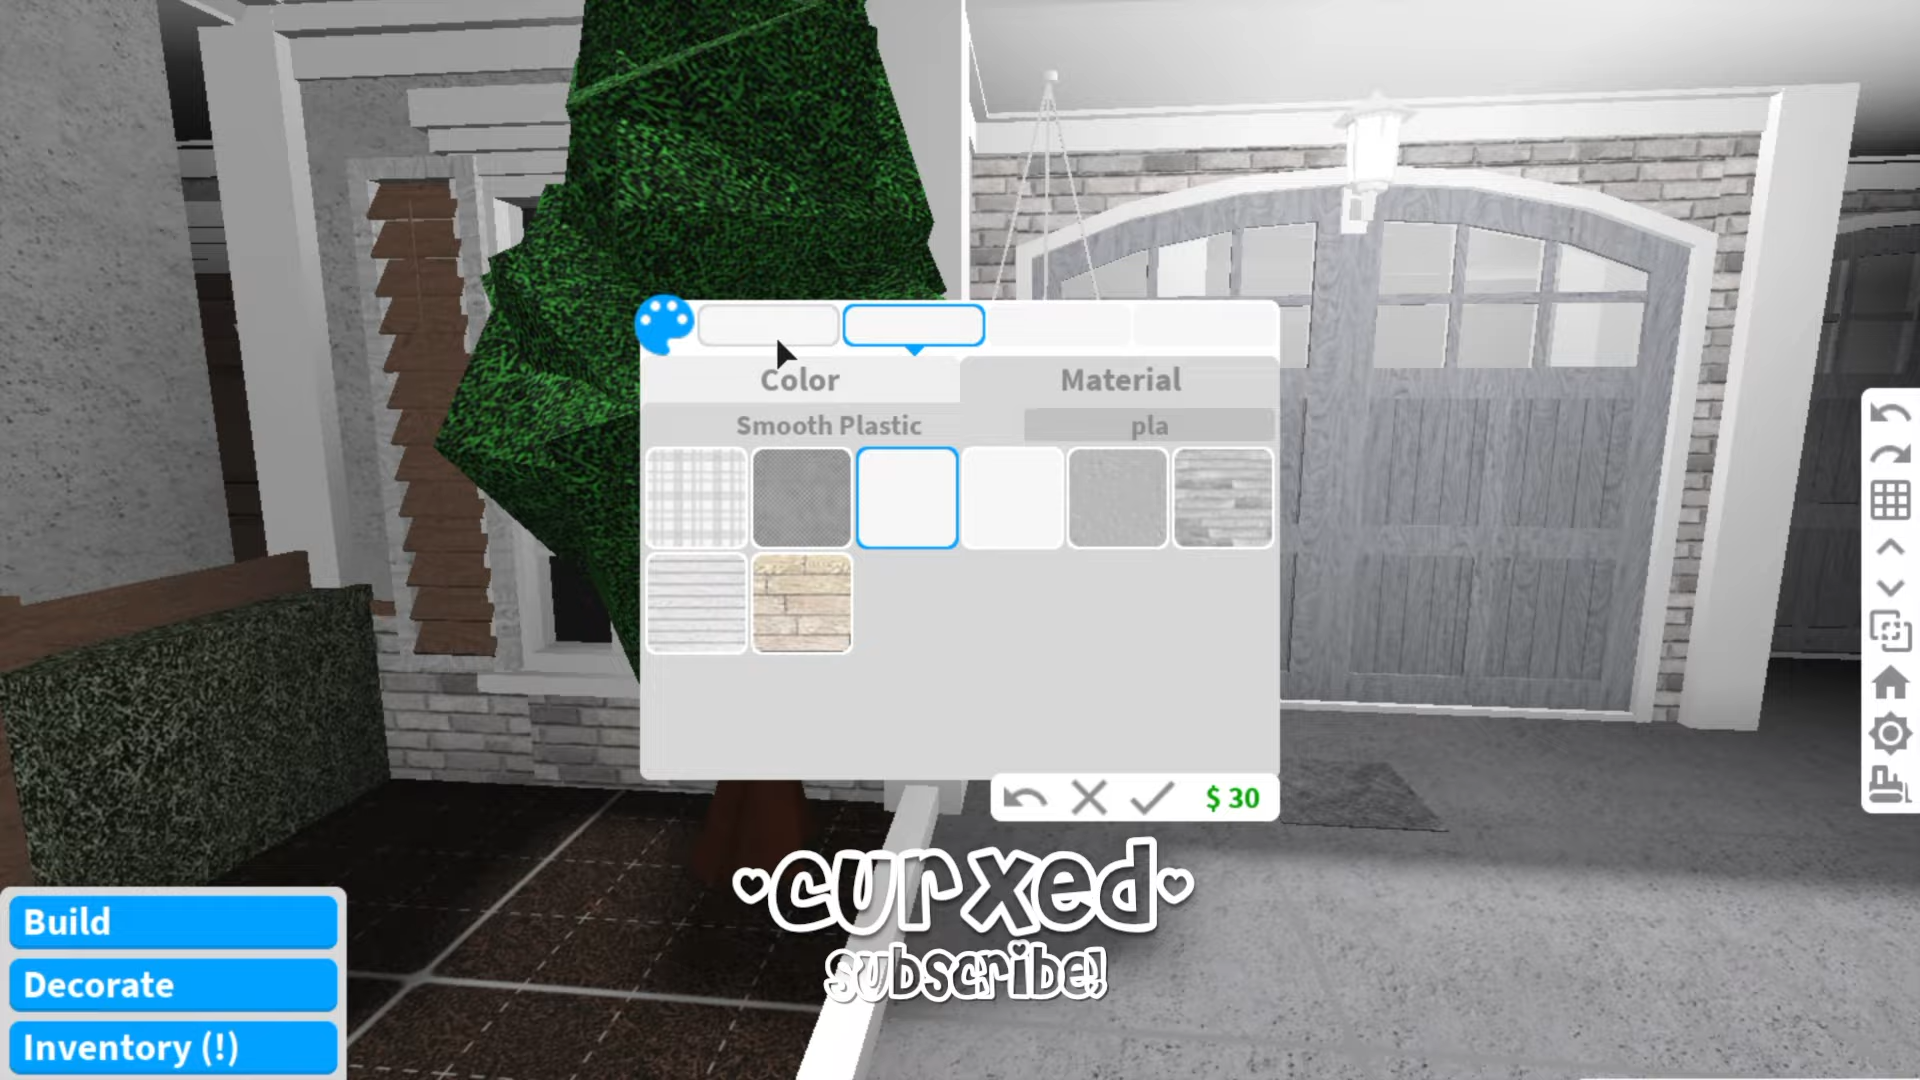 Color
Material
Smooth Plastic
pla
$ 30
curxed
subscribe!
Build
Decorate
Inventory (!)